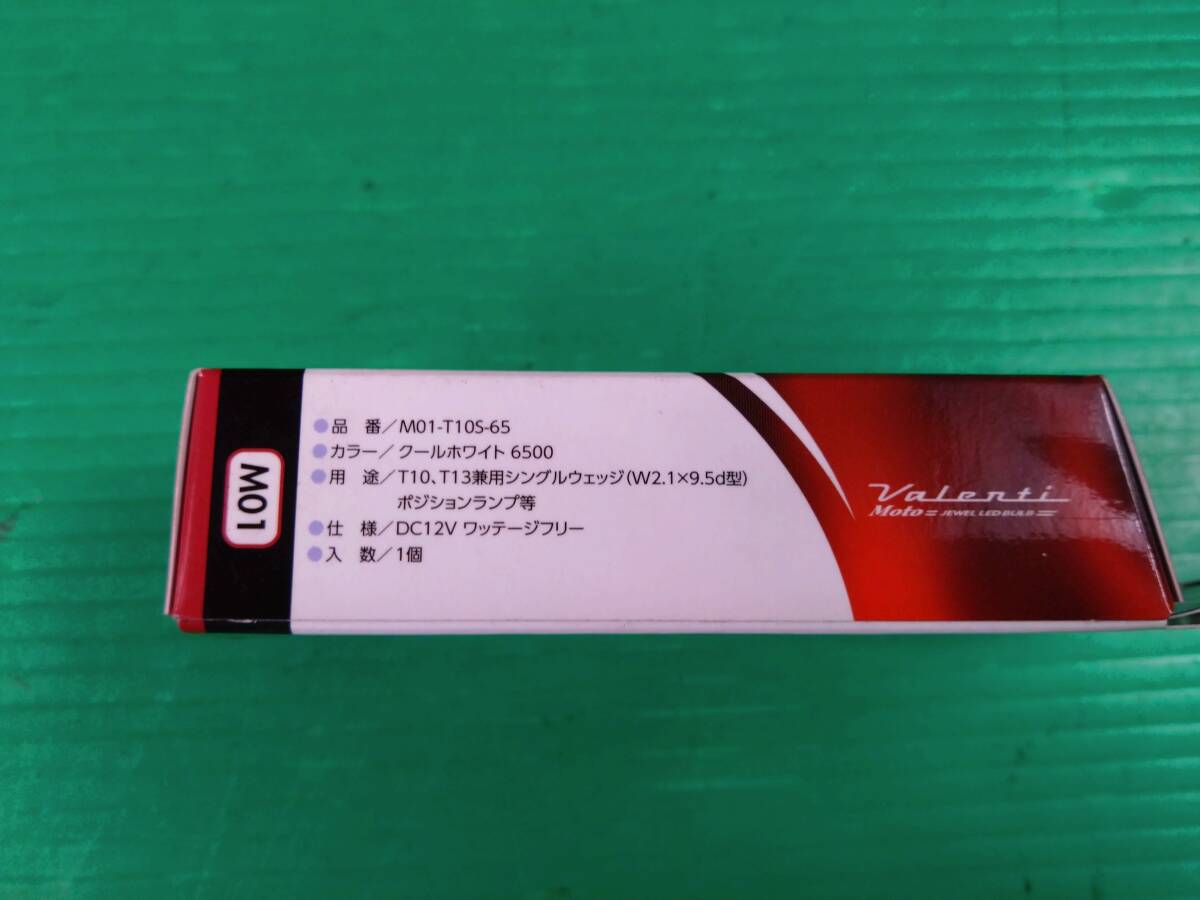 M01
●品 番／M01-T10S-65
●カラー／クールホワイト 6500
●用 途／T10、T13兼用シングルウェッジ(W2.1×9.5d型)
ポジションランプ等
●仕 様／DC12V ワッテージフリー
●入 数／1個
Valenti
Moto JEWEL LED BULB